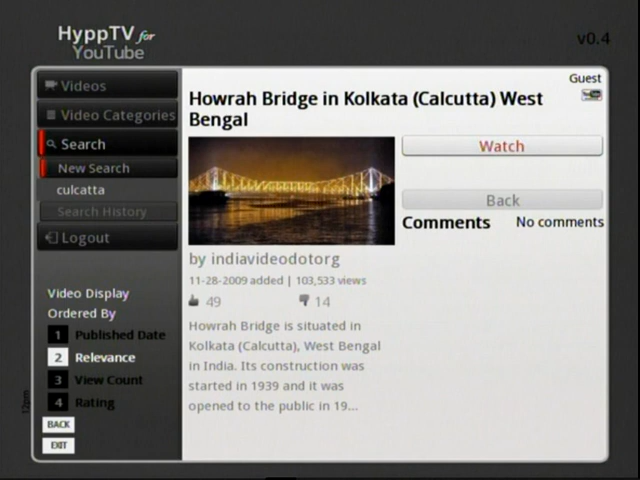 HyppTV for
YouTube
v0.4
Videos
Video Categories
Search
New Search
culcatta
Search History
Logout
Video Display
Ordered By
1 Published Date
2 Relevance
3 View Count
4 Rating
12pm
BACK
EXIT
Guest
Howrah Bridge in Kolkata (Calcutta) West
Bengal
Watch
Back
Comments No comments
by indiavideodotorg
11-28-2009 added | 103,533 views
49 14
Howrah Bridge is situated in
Kolkata (Calcutta), West Bengal
in India. Its construction was
started in 1939 and it was
opened to the public in 19...